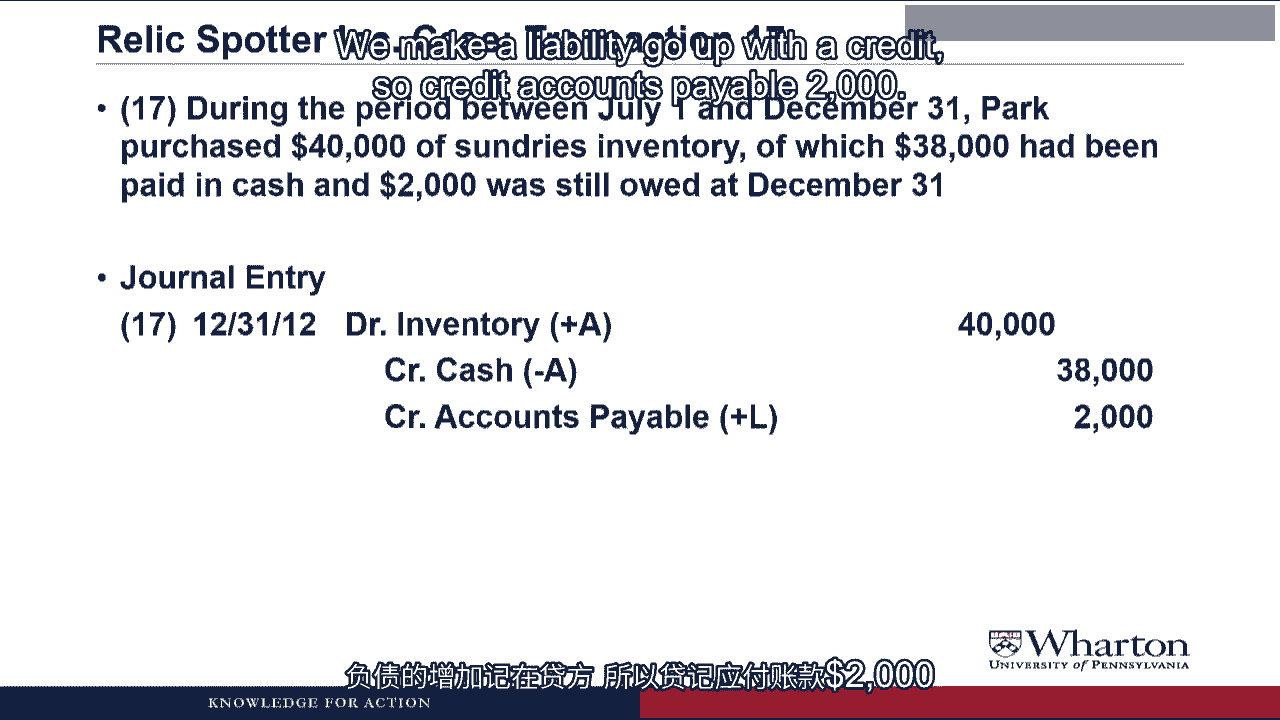 Relic Spotter Inc. Case: Transaction 17
We make a liability go up with a credit,
so credit accounts payable 2,000.
• (17) During the period between July 1 and December 31, Park
purchased $40,000 of sundries inventory, of which $38,000 had been
paid in cash and $2,000 was still owed at December 31
• Journal Entry
(17) 12/31/12 Dr. Inventory (+A) 40,000
Cr. Cash (-A) 38,000
Cr. Accounts Payable (+L) 2,000
Wharton
UNIVERSITY of PENNSYLVANIA
负债的增加记在贷方 所以贷记应付账款$2,000
KNOWLEDGE FOR ACTION